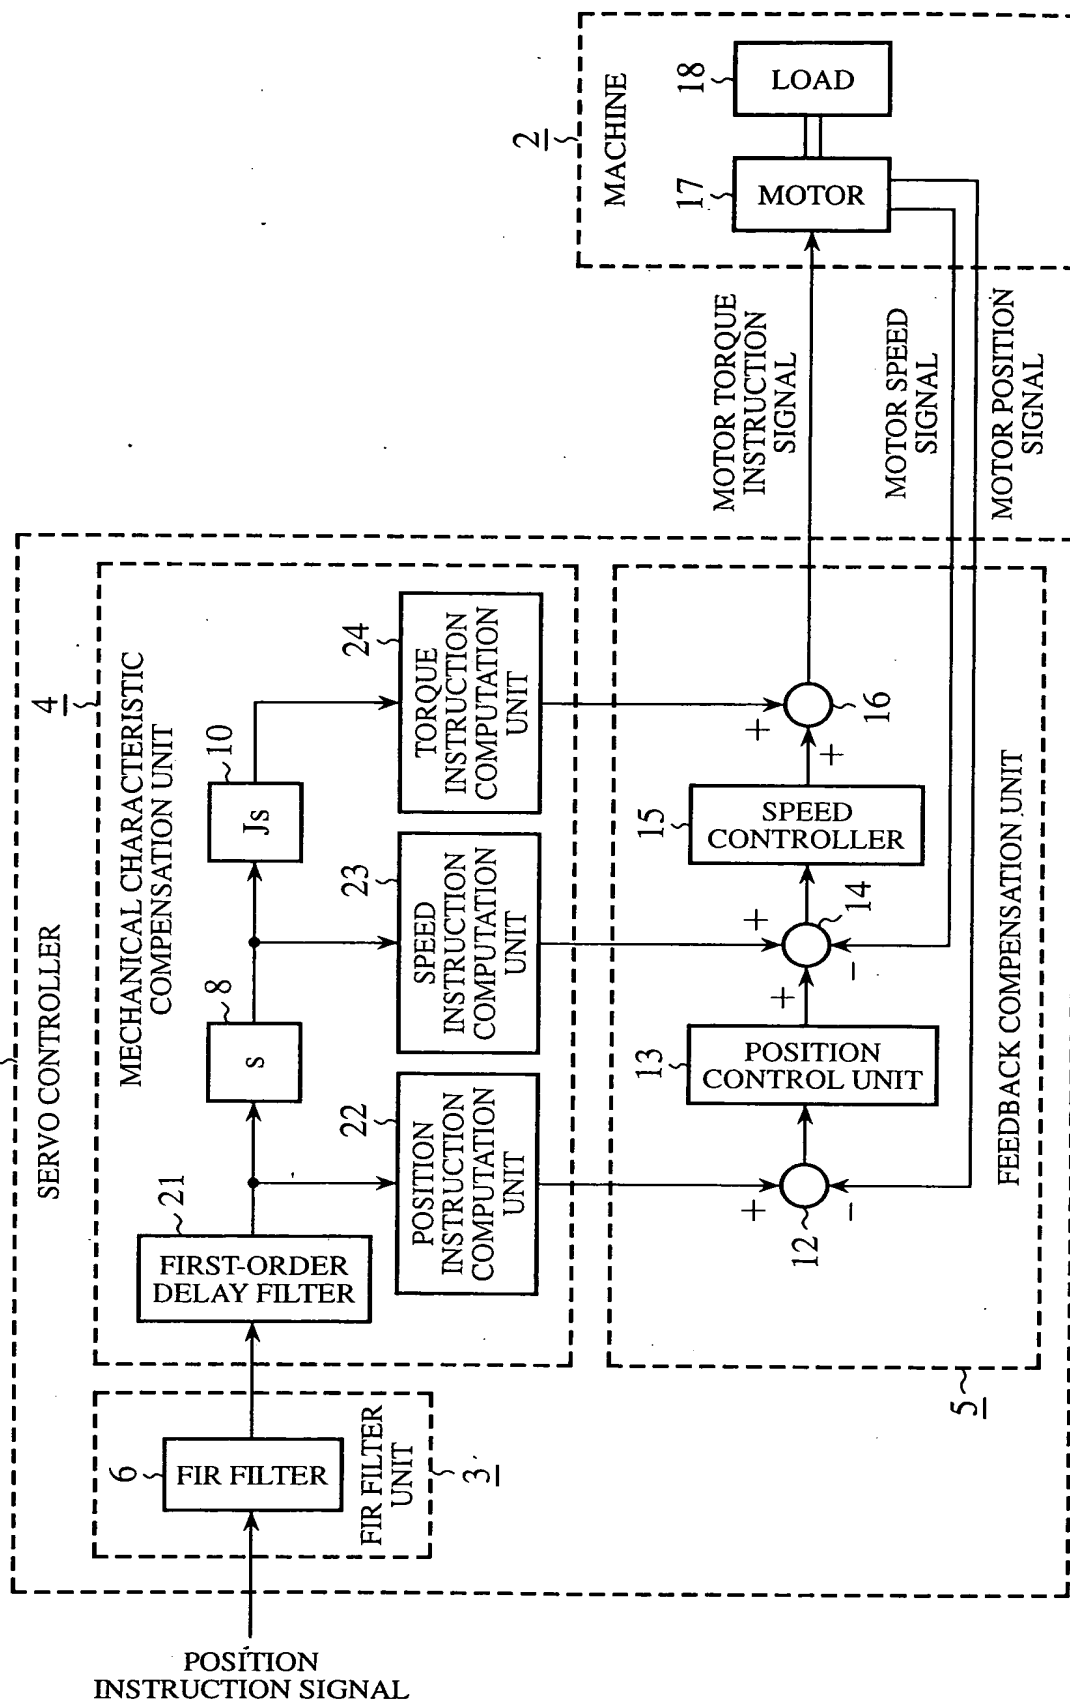 SERVO CONTROLLER
4
MECHANICAL CHARACTERISTIC
COMPENSATION UNIT
21
FIRST-ORDER
DELAY FILTER
8
s
10
Js
22
POSITION
INSTRUCTION
COMPUTATION
UNIT
23
SPEED
INSTRUCTION
COMPUTATION
UNIT
24
TORQUE
INSTRUCTION
COMPUTATION
UNIT
6
FIR FILTER
FIR FILTER
UNIT
3
POSITION
INSTRUCTION SIGNAL
+
−
12
13
POSITION
CONTROL UNIT
+
+
−
14
15
SPEED
CONTROLLER
+
+
16
FEEDBACK COMPENSATION UNIT
5
MOTOR TORQUE
INSTRUCTION
SIGNAL
MOTOR SPEED
SIGNAL
MOTOR POSITION
SIGNAL
2
MACHINE
17
MOTOR
18
LOAD